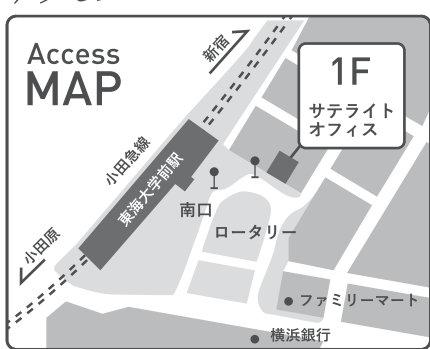 Access
MAP
新宿
1F
サテライト
オフィス
小田急線
東海大学前駅
南口
ロータリー
小田原
ファミリーマート
横浜銀行